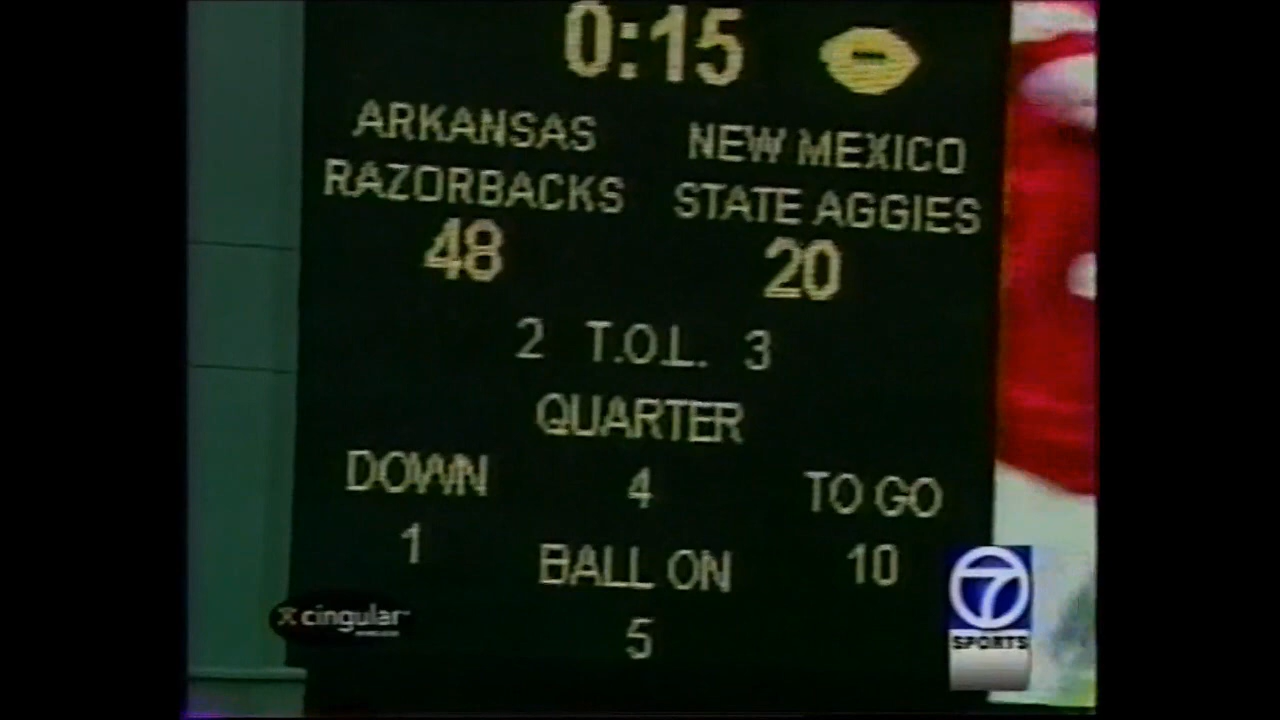 0:15
ARKANSAS NEW MEXICO
RAZORBACKS STATE AGGIES
48 20
2 T.O.L. 3
QUARTER
DOWN 4 TO GO
1 BALL ON 10
5
cingular
7
SPORTS